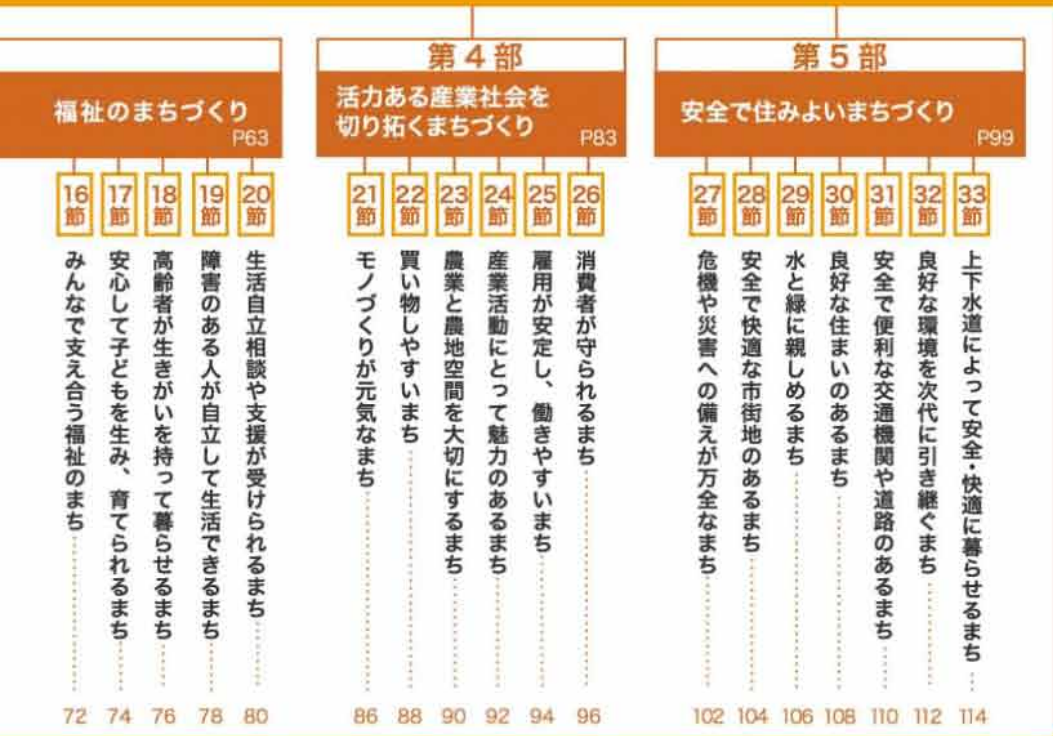 福祉のまちづくり
P63
16節
みんなで支え合う福祉のまち
72
17節
安心して子どもを生み、育てられるまち
74
18節
高齢者が生きがいを持って暮らせるまち
76
19節
障害のある人が自立して生活できるまち
78
20節
生活自立相談や支援が受けられるまち
80
第4部
活力ある産業社会を
切り拓くまちづくり
P83
21節
モノづくりが元気なまち
86
22節
買い物しやすいまち
88
23節
農業と農地空間を大切にするまち
90
24節
産業活動にとって魅力のあるまち
92
25節
雇用が安定し、働きやすいまち
94
26節
消費者が守られるまち
96
第5部
安全で住みよいまちづくり
P99
27節
危機や災害への備えが万全なまち
102
28節
安全で快適な市街地のあるまち
104
29節
水と緑に親しめるまち
106
30節
良好な住まいのあるまち
108
31節
安全で便利な交通機関や道路のあるまち
110
32節
良好な環境を次代に引き継ぐまち
112
33節
上下水道によって安全・快適に暮らせるまち
114